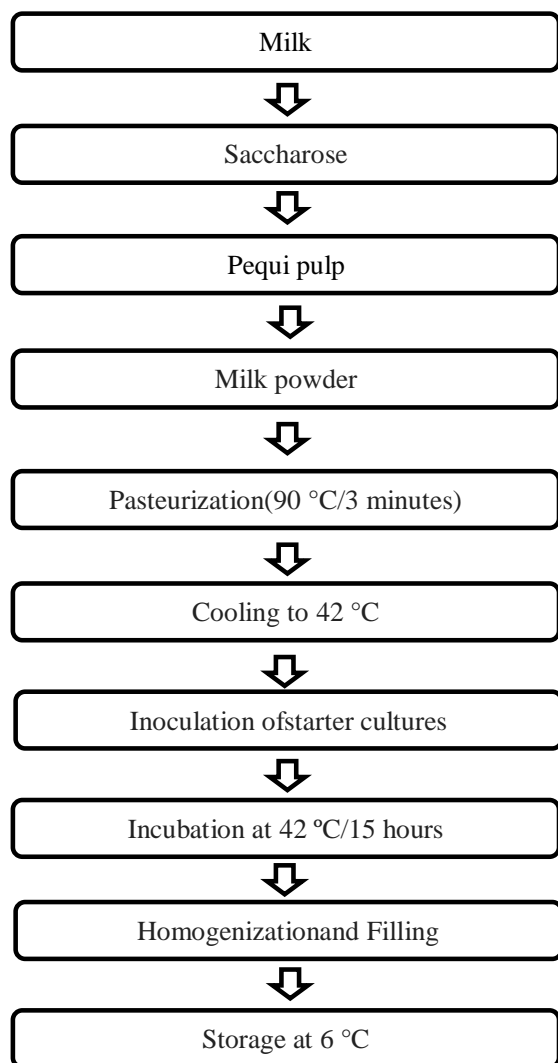 Milk
Saccharose
Pequi pulp
Milk powder
Pasteurization(90 °C/3 minutes)
Cooling to 42 °C
Inoculation ofstarter cultures
Incubation at 42 ºC/15 hours
Homogenizationand Filling
Storage at 6 °C